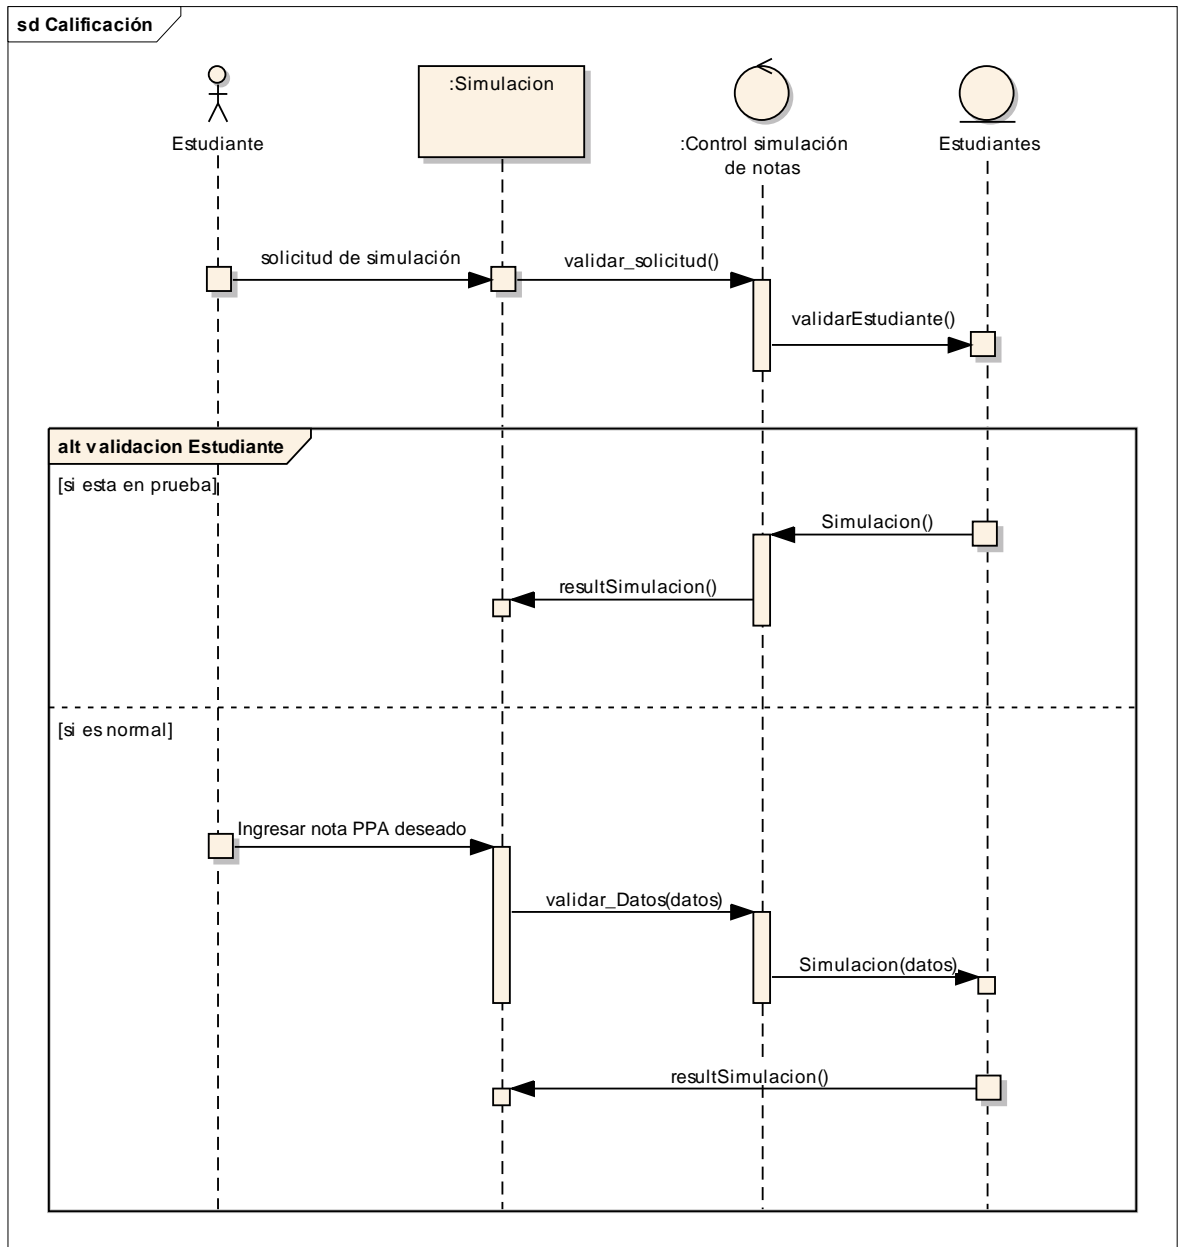 sd Calificación
:Simulacion
Estudiante
:Control simulación
de notas
Estudiantes
solicitud de simulación
validar_solicitud()
validarEstudiante()
alt validacion Estudiante
[si esta en prueba]
Simulacion()
resultSimulacion()
[si es normal]
Ingresar nota PPA deseado
validar_Datos(datos)
Simulacion(datos)
resultSimulacion()